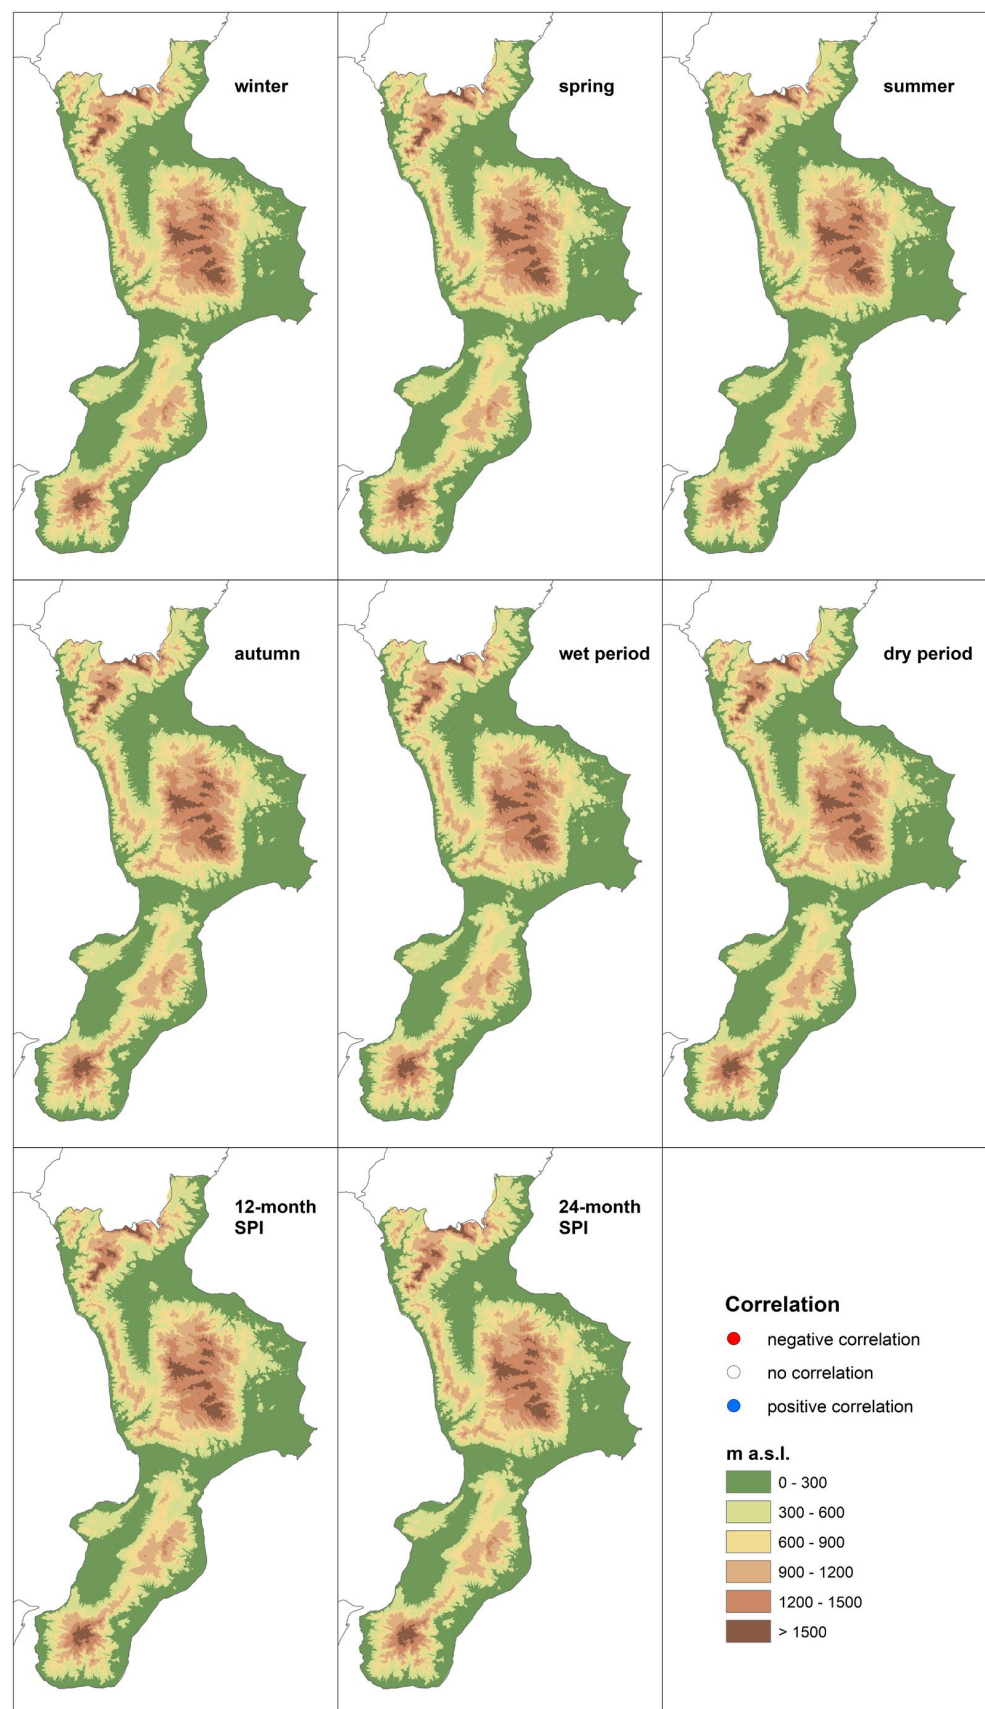 winter
spring
summer
autumn
wet period
dry period
12-month
SPI
24-month
SPI
Correlation
negative correlation
no correlation
positive correlation
m a.s.l.
0 - 300
300 - 600
600 - 900
900 - 1200
1200 - 1500
> 1500